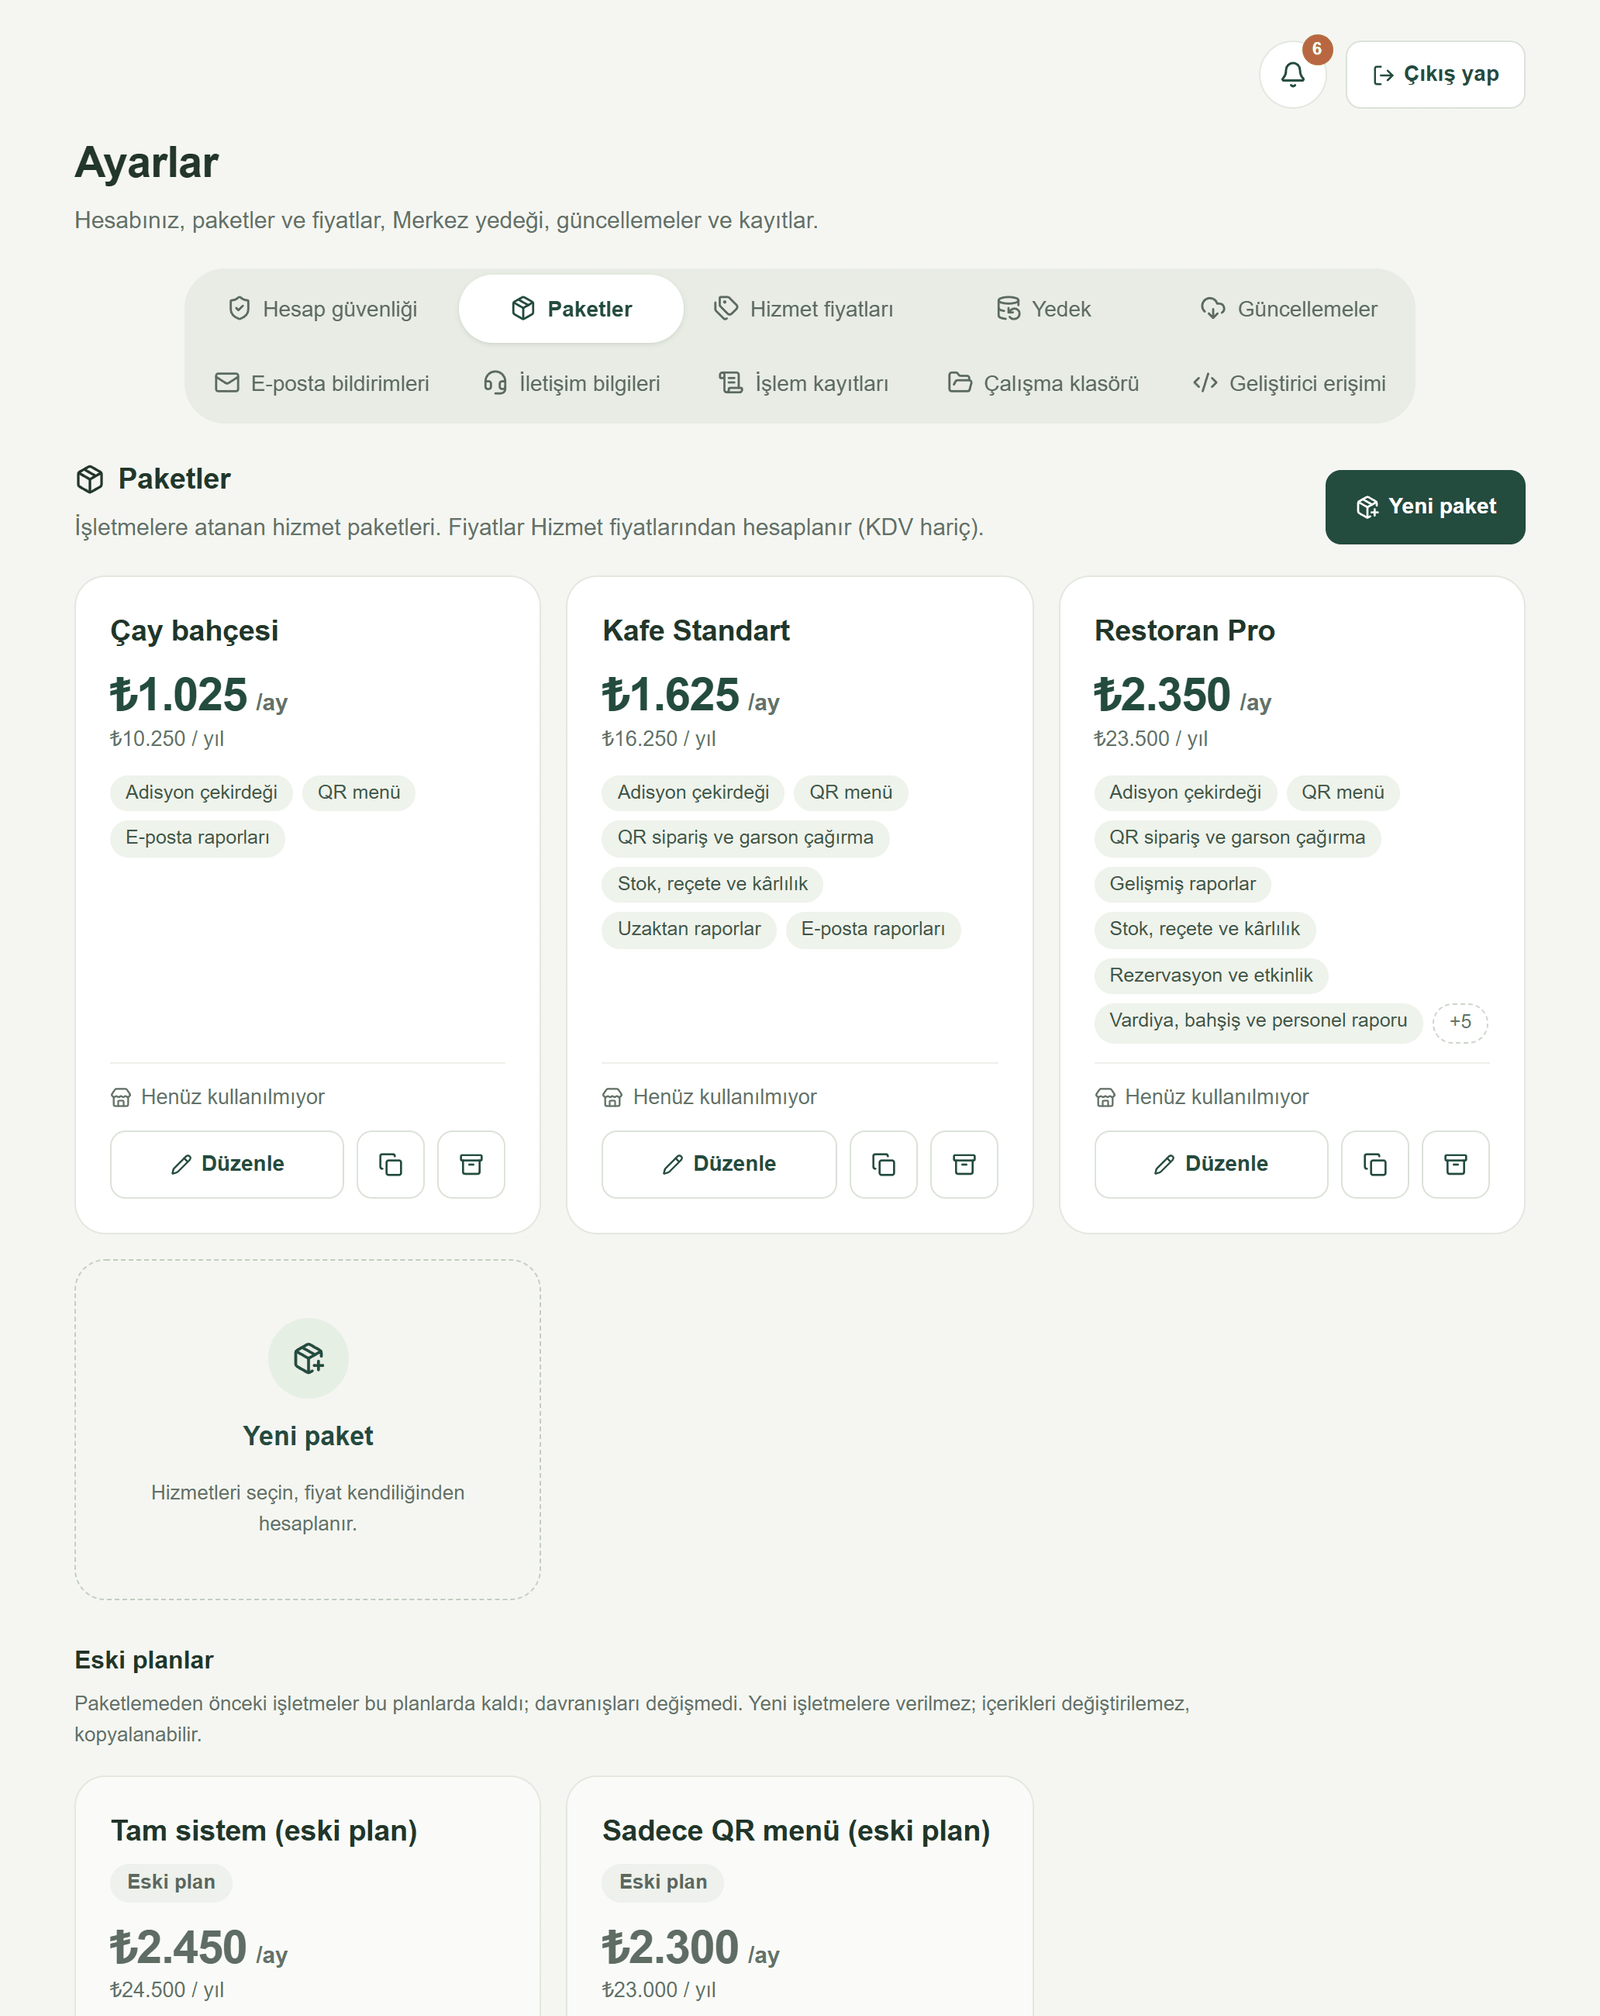 6
Çıkış yap
Ayarlar
Hesabınız, paketler ve fiyatlar, Merkez yedeği, güncellemeler ve kayıtlar.
Hesap güvenliği
Paketler
Hizmet fiyatları
Yedek
Güncellemeler
E-posta bildirimleri
İletişim bilgileri
İşlem kayıtları
Çalışma klasörü
Geliştirici erişimi
Paketler
İşletmelere atanan hizmet paketleri. Fiyatlar Hizmet fiyatlarından hesaplanır (KDV hariç).
Yeni paket
Çay bahçesi
₺1.025 /ay
₺10.250 / yıl
Adisyon çekirdeği
QR menü
E-posta raporları
Henüz kullanılmıyor
Düzenle
Kafe Standart
₺1.625 /ay
₺16.250 / yıl
Adisyon çekirdeği
QR menü
QR sipariş ve garson çağırma
Stok, reçete ve kârlılık
Uzaktan raporlar
E-posta raporları
Henüz kullanılmıyor
Düzenle
Restoran Pro
₺2.350 /ay
₺23.500 / yıl
Adisyon çekirdeği
QR menü
QR sipariş ve garson çağırma
Gelişmiş raporlar
Stok, reçete ve kârlılık
Rezervasyon ve etkinlik
Vardiya, bahşiş ve personel raporu
+5
Henüz kullanılmıyor
Düzenle
Yeni paket
Hizmetleri seçin, fiyat kendiliğinden
hesaplanır.
Eski planlar
Paketlemeden önceki işletmeler bu planlarda kaldı; davranışları değişmedi. Yeni işletmelere verilmez; içerikleri değiştirilemez,
kopyalanabilir.
Tam sistem (eski plan)
Eski plan
₺2.450 /ay
₺24.500 / yıl
Sadece QR menü (eski plan)
Eski plan
₺2.300 /ay
₺23.000 / yıl